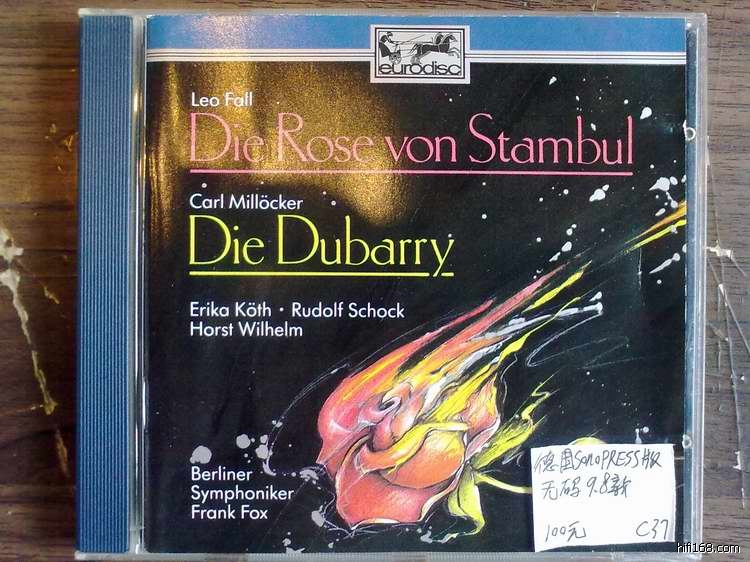 eurodisc
Leo Fall
Die Rose von Stambul
Carl Millöcker
Die Dubarry
Erika Köth · Rudolf Schock
Horst Wilhelm
Berliner
Symphoniker
Frank Fox
德国SONOPRESS版
无码 9.8新
100元 C37
hifi168.com